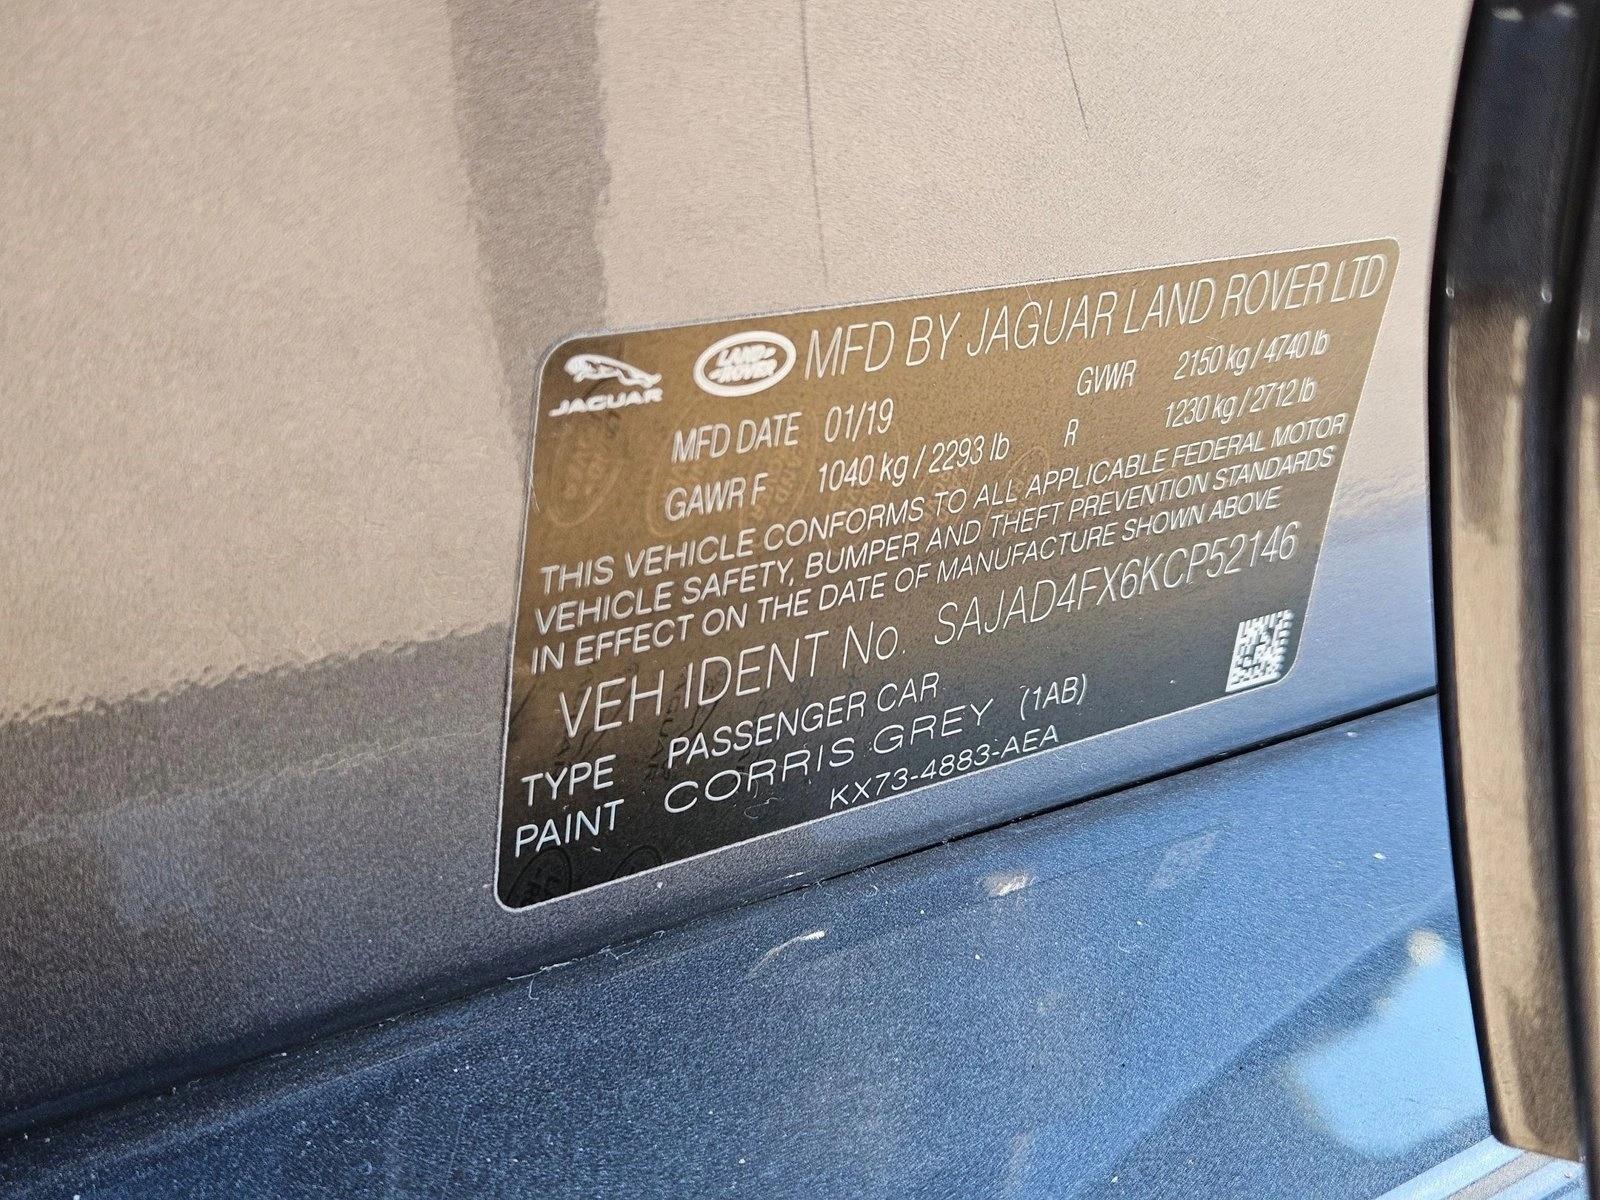 JAGUAR LAND ROVER MFD BY JAGUAR LAND ROVER LTD
MFD DATE 01/19 GVWR 2150 kg / 4740 lb
GAWR F 1040 kg / 2293 lb R 1230 kg / 2712 lb
THIS VEHICLE CONFORMS TO ALL APPLICABLE FEDERAL MOTOR
VEHICLE SAFETY, BUMPER AND THEFT PREVENTION STANDARDS
IN EFFECT ON THE DATE OF MANUFACTURE SHOWN ABOVE
VEH IDENT No. SAJAD4FX6KCP52146
TYPE PASSENGER CAR
PAINT CORRIS GREY (1AB)
KX73-4883-AEA